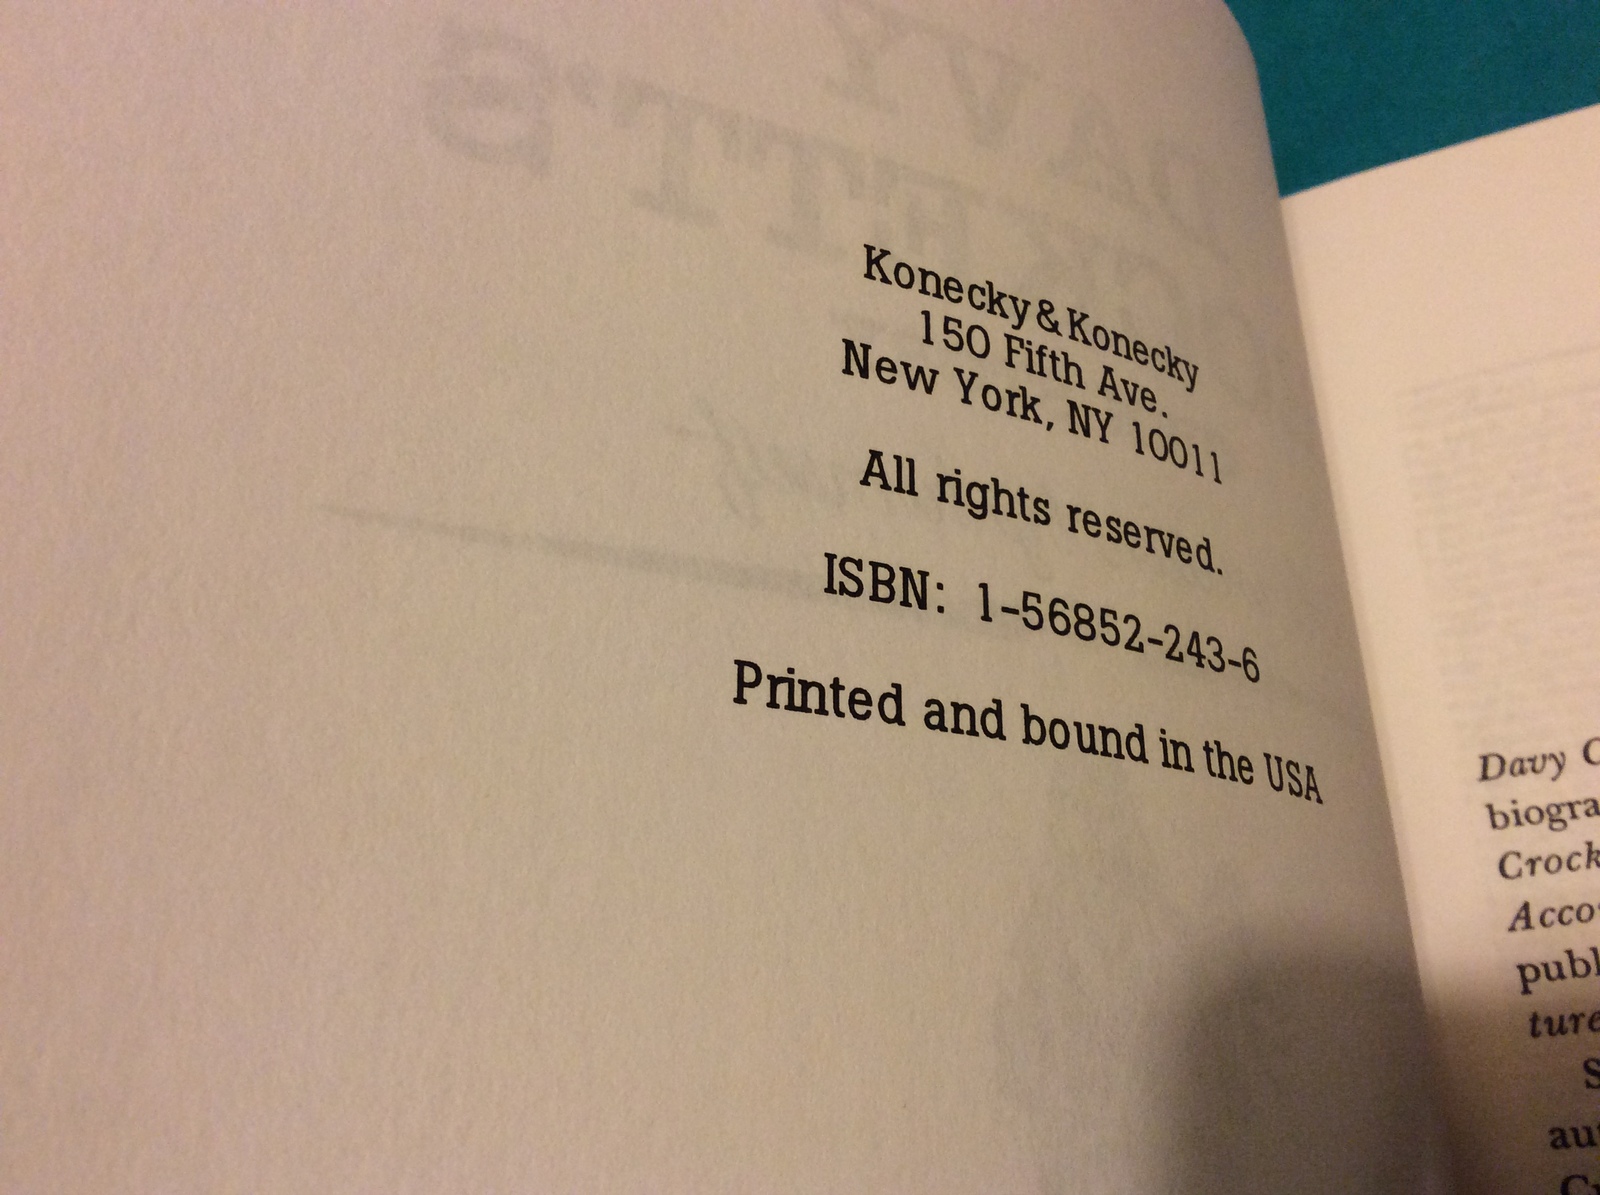 Konecky & Konecky
150 Fifth Ave.
New York, NY 10011
All rights reserved.
ISBN: 1-56852-243-6
Printed and bound in the USA
Davy C
biogra
Crock
Acco
publ
ture
S
au